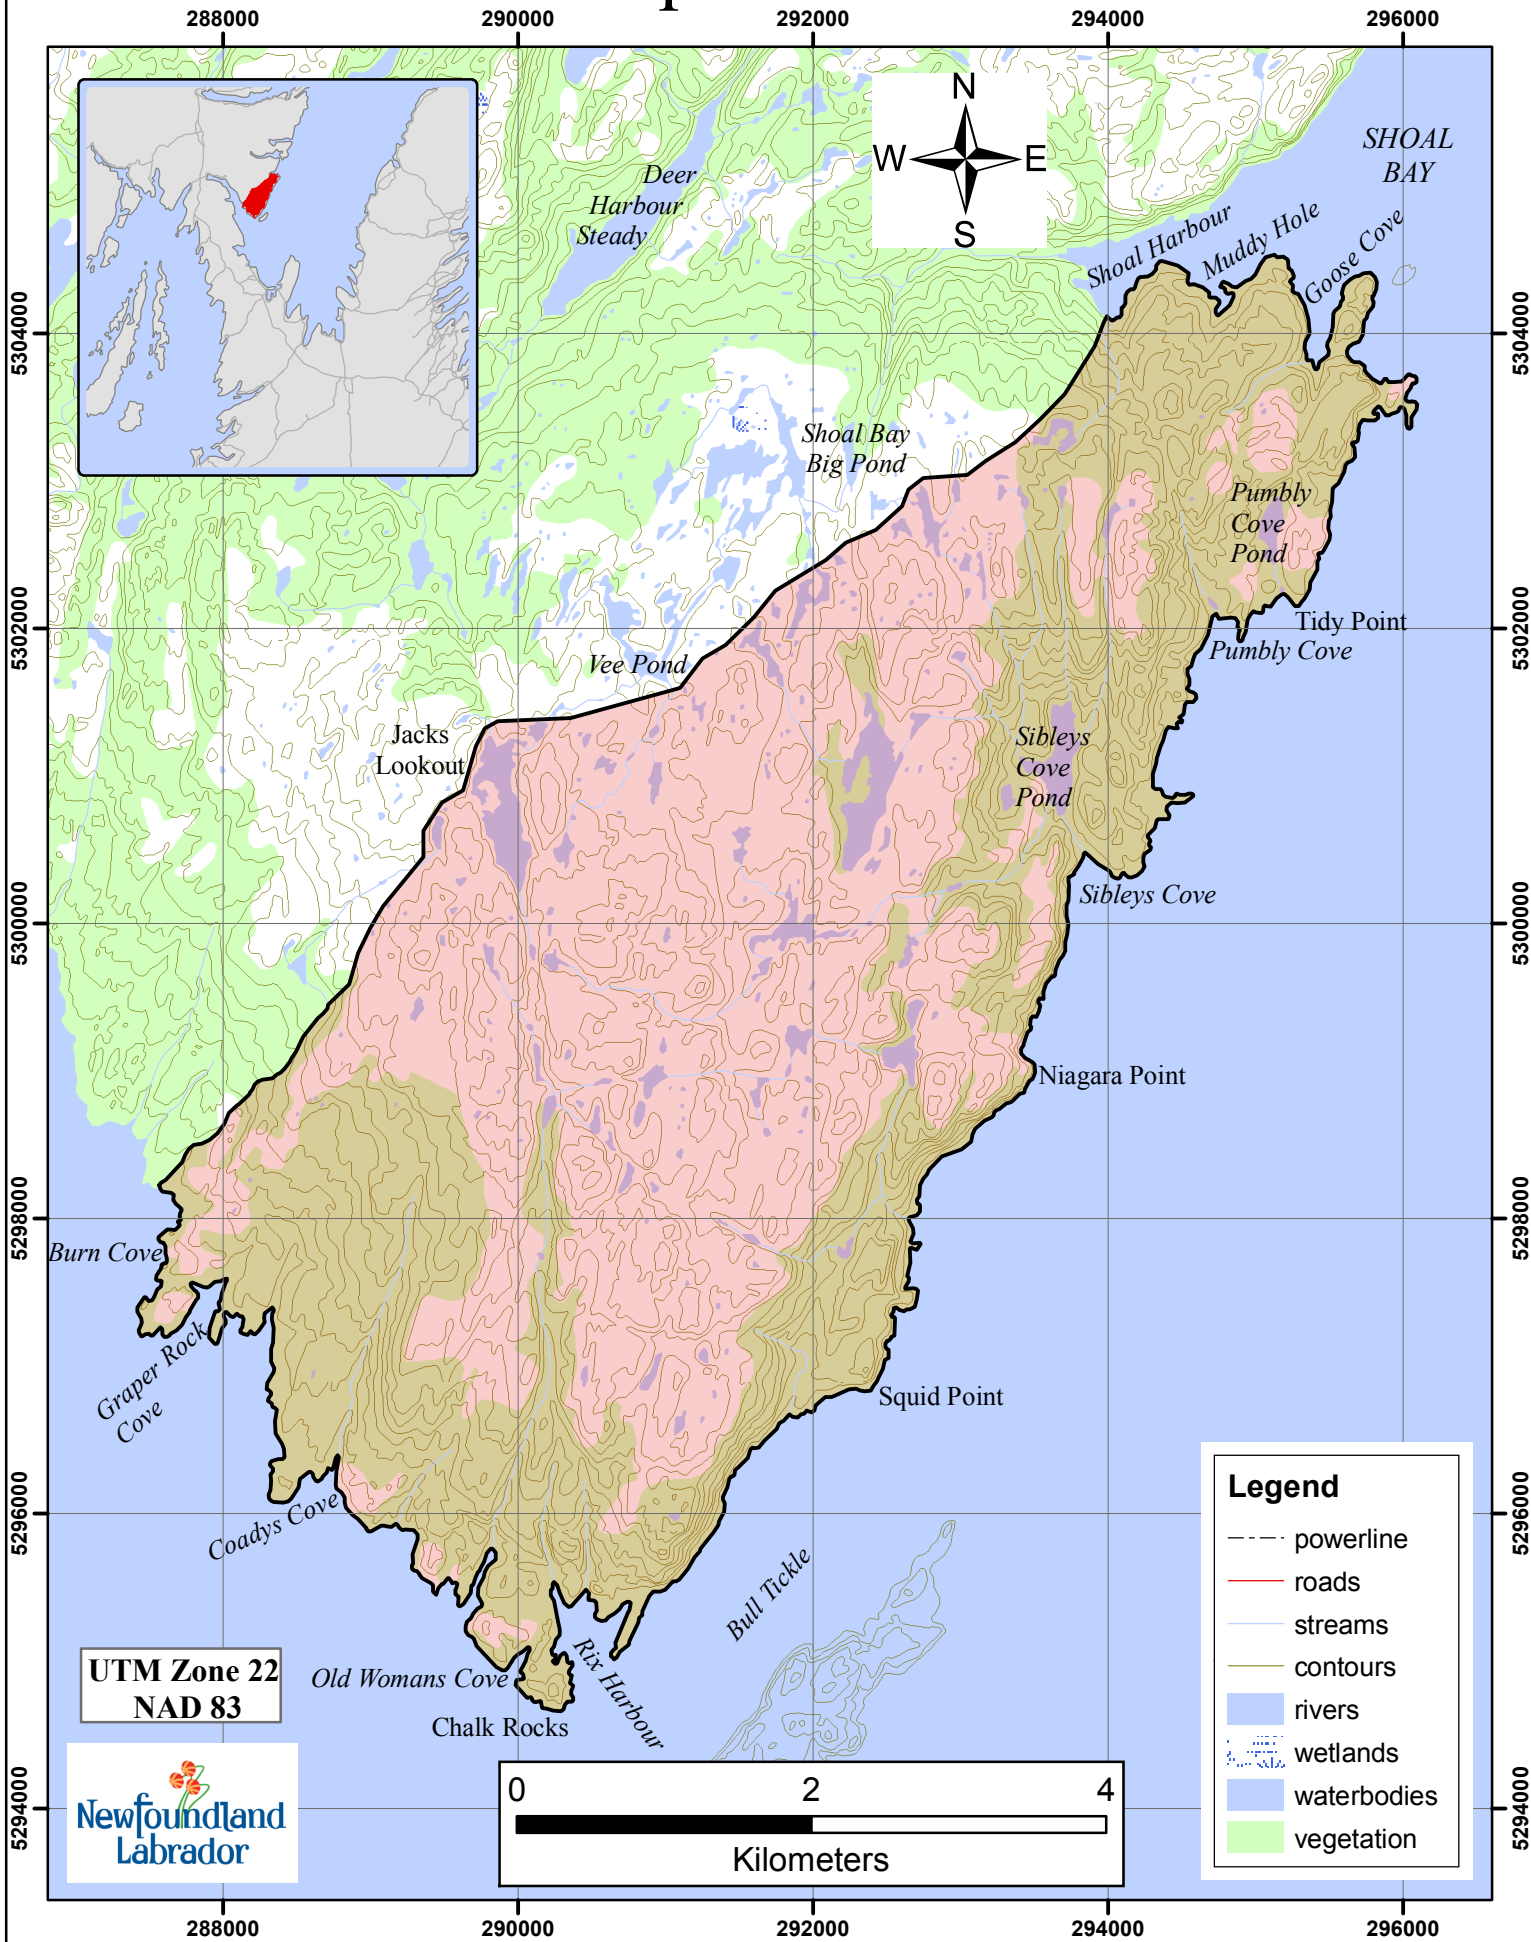 288000
290000
292000
294000
296000
N
W
E
S
SHOAL
BAY
Deer
Harbour
Steady
Shoal Harbour
Muddy Hole
Goose Cove
5304000
5304000
Shoal Bay
Big Pond
Pumbly
Cove
Pond
5302000
5302000
Tidy Point
Pumbly Cove
Vee Pond
Jacks
Lookout
Sibleys
Cove
Pond
Sibleys Cove
5300000
5300000
Niagara Point
5298000
5298000
Burn Cove
Graper Rock
Cove
Squid Point
5296000
5296000
Coadys Cove
Bull Tickle
Old Womans Cove
Rix Harbour
Chalk Rocks
UTM Zone 22
NAD 83
Newfoundland
Labrador
0
2
4
Kilometers
Legend
powerline
roads
streams
contours
rivers
wetlands
waterbodies
vegetation
5294000
5294000
288000
290000
292000
294000
296000